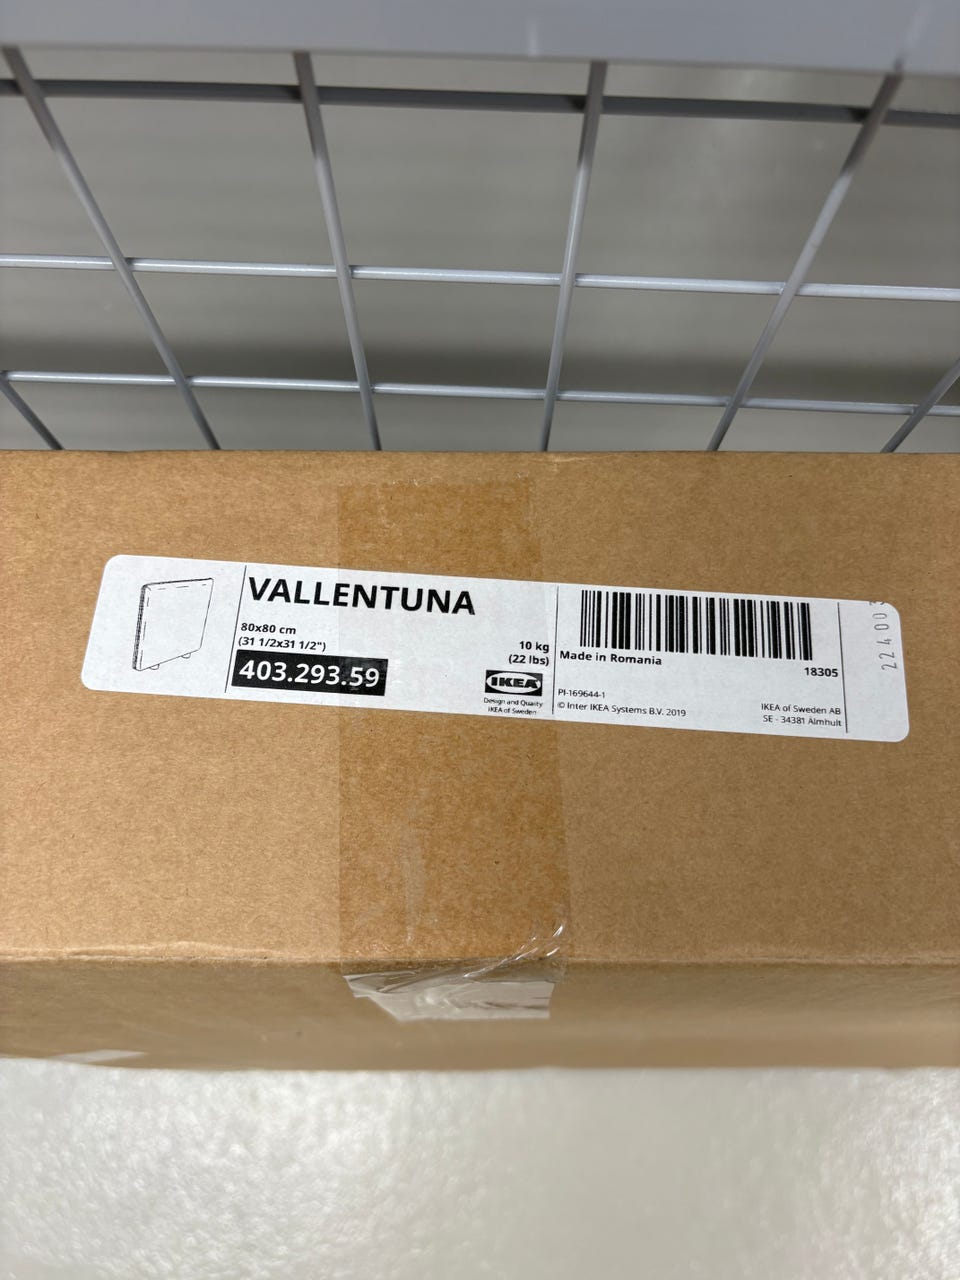 VALLENTUNA
80x80 cm
(31 1/2x31 1/2")
403.293.59
10 kg
(22 lbs)
IKEA
Design and Quality
IKEA of Sweden
Made in Romania
18305
PI-169644-1
© Inter IKEA Systems B.V. 2019
IKEA of Sweden AB
SE - 34381 Älmhult